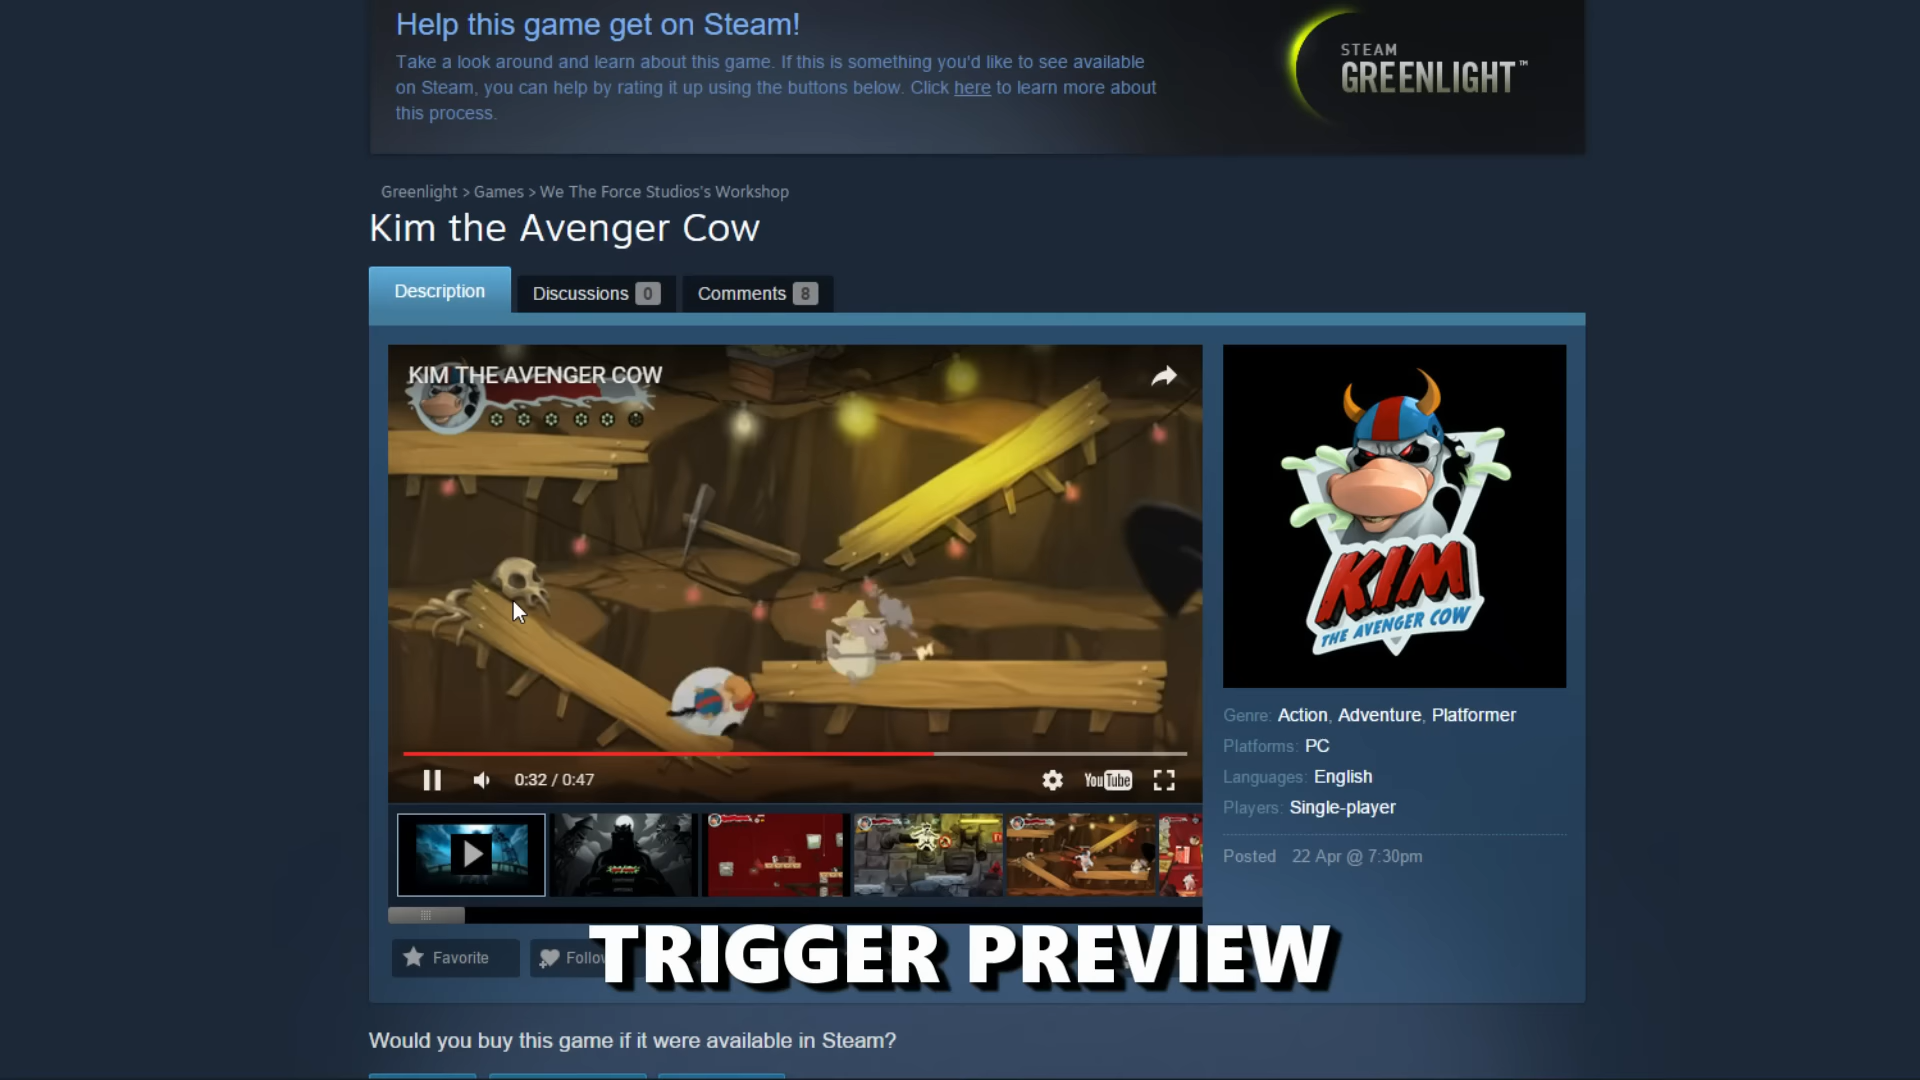 Help this game get on Steam!
Take a look around and learn about this game. If this is something you'd like to see available
on Steam, you can help by rating it up using the buttons below. Click here to learn more about
this process.
STEAM
GREENLIGHT™
Greenlight > Games > We The Force Studios's Workshop
Kim the Avenger Cow
Description
Discussions 0
Comments 8
KIM THE AVENGER COW
KIM
THE AVENGER COW
Genre: Action, Adventure, Platformer
Platforms: PC
Languages: English
Players: Single-player
Posted 22 Apr @ 7:30pm
0:32 / 0:47
YouTube
Favorite
Follow
TRIGGER PREVIEW
Would you buy this game if it were available in Steam?